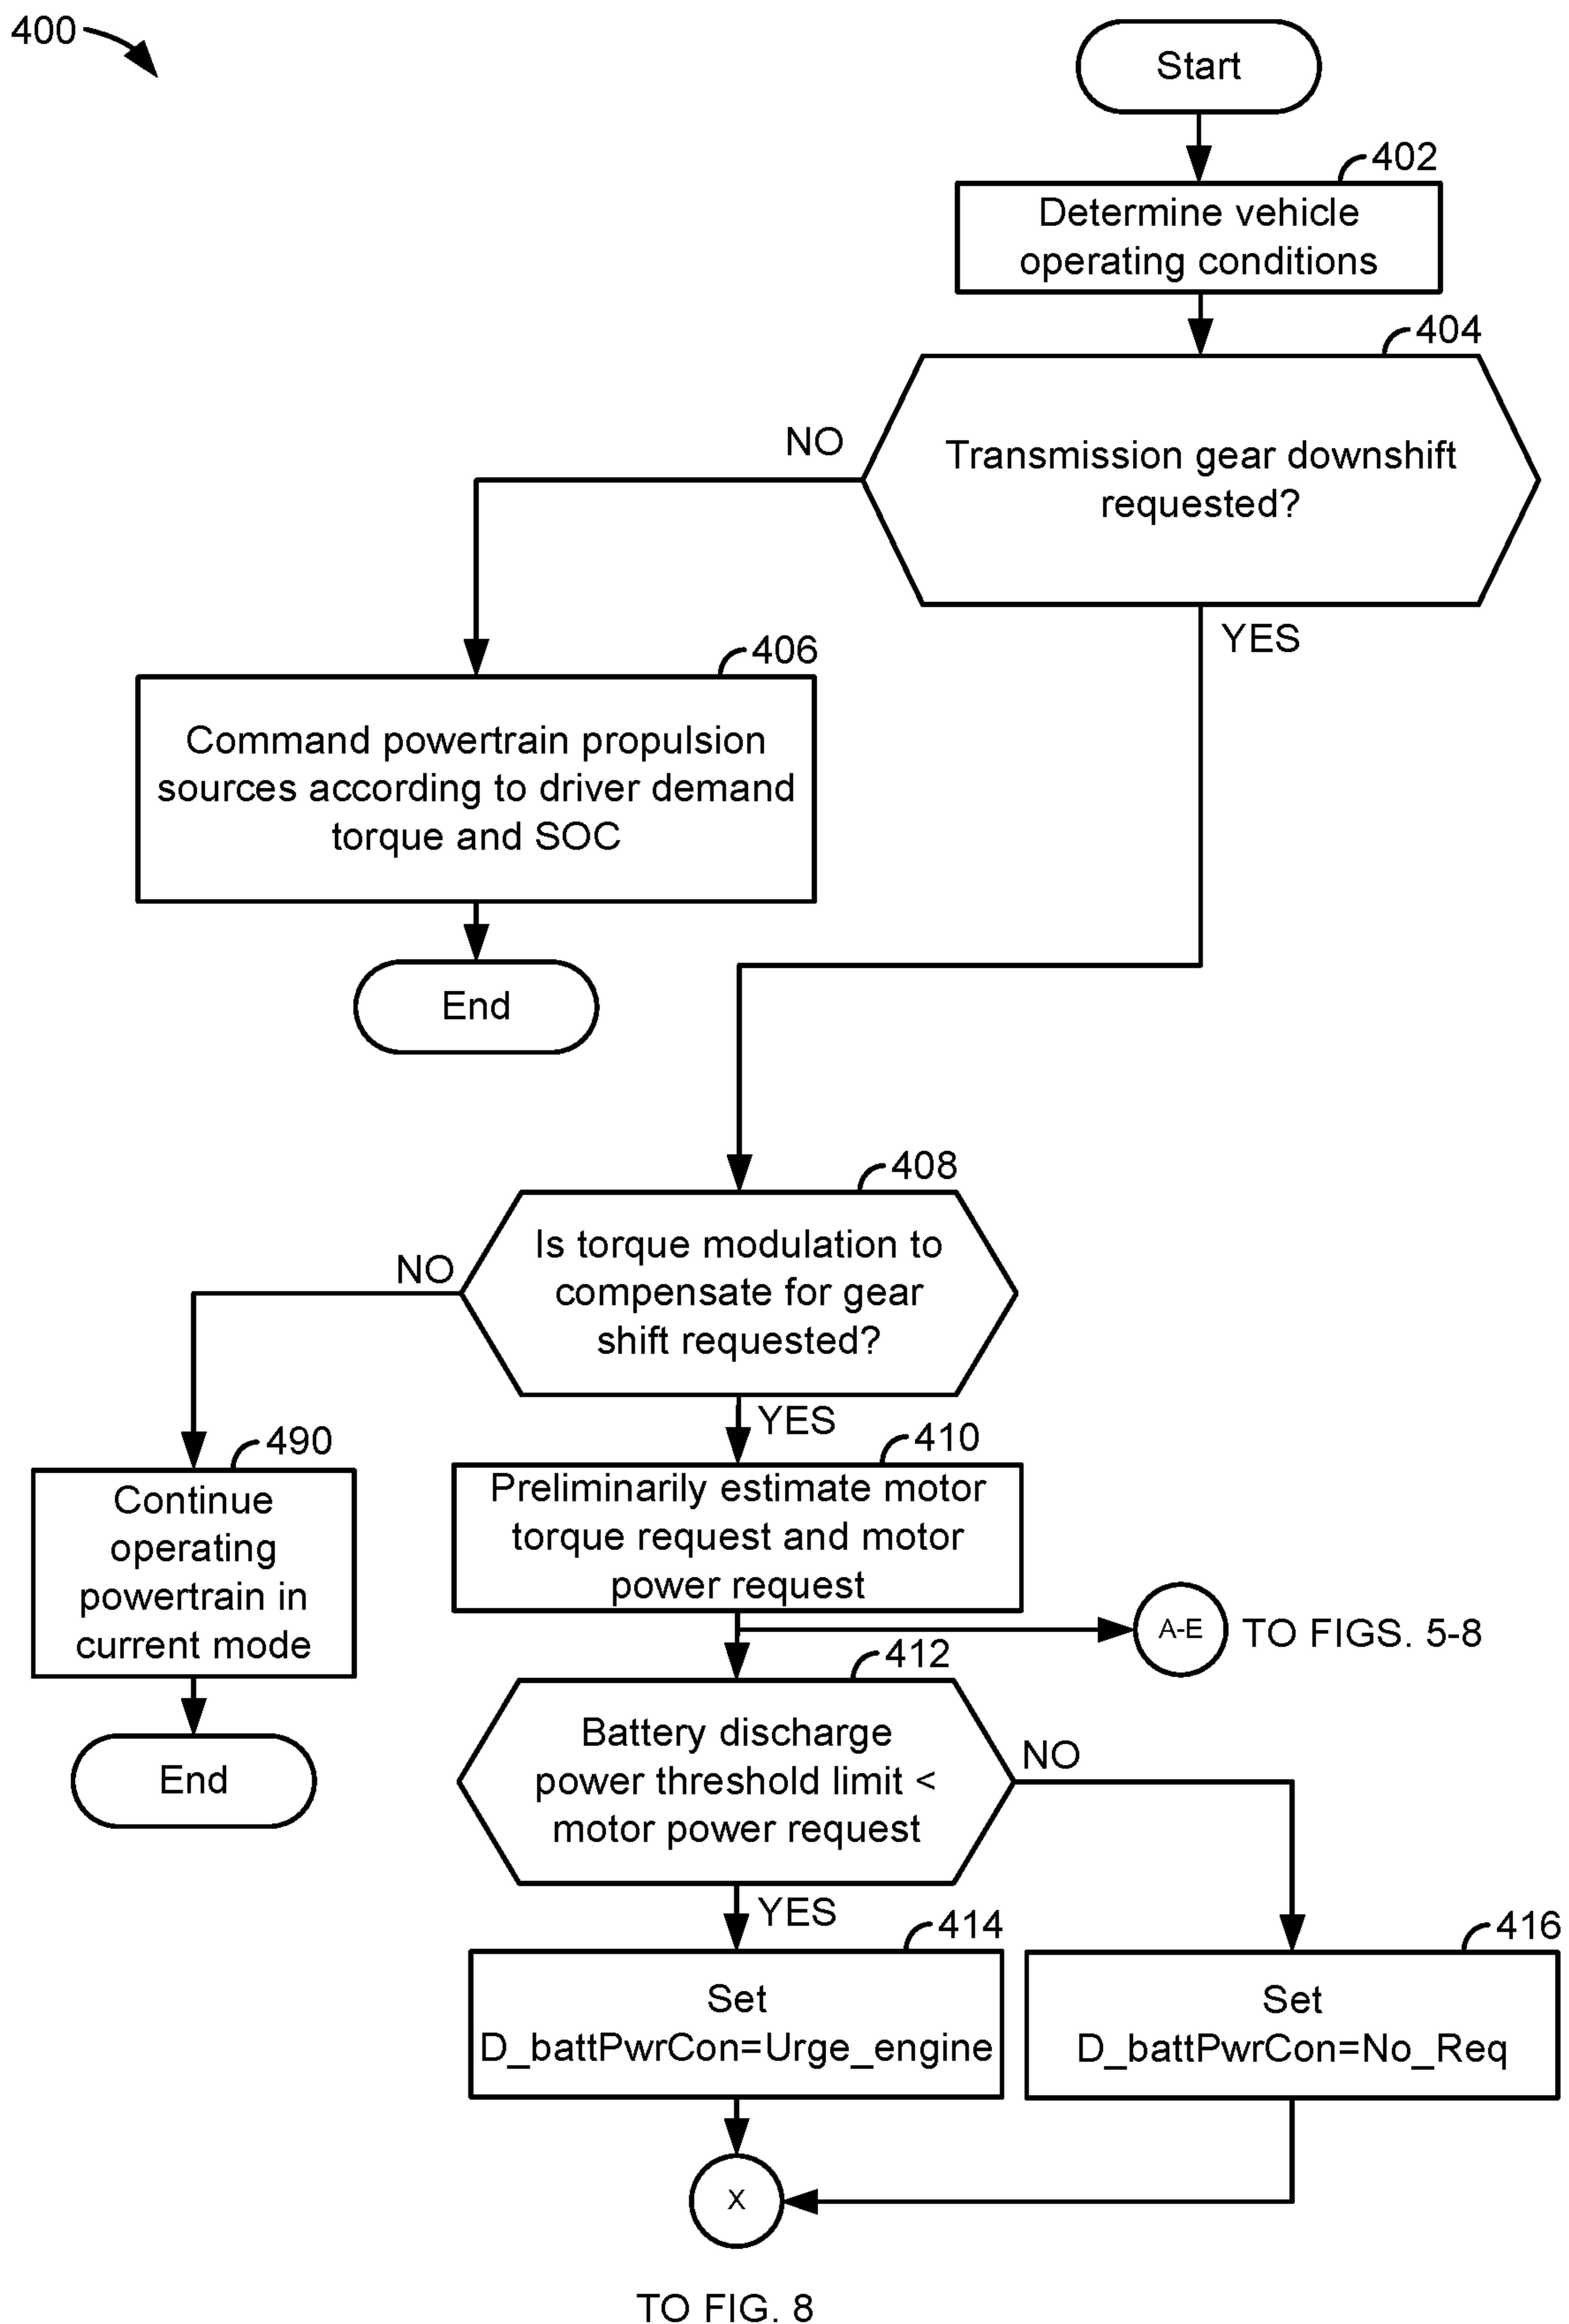 400
Start
402
Determine vehicle
operating conditions
404
Transmission gear downshift
requested?
NO
YES
406
Command powertrain propulsion
sources according to driver demand
torque and SOC
End
408
Is torque modulation to
compensate for gear
shift requested?
NO
YES
490
Continue
operating
powertrain in
current mode
End
410
Preliminarily estimate motor
torque request and motor
power request
A-E
TO FIGS. 5-8
412
Battery discharge
power threshold limit <
motor power request
NO
YES
414
Set
D_battPwrCon=Urge_engine
416
Set
D_battPwrCon=No_Req
X
TO FIG. 8